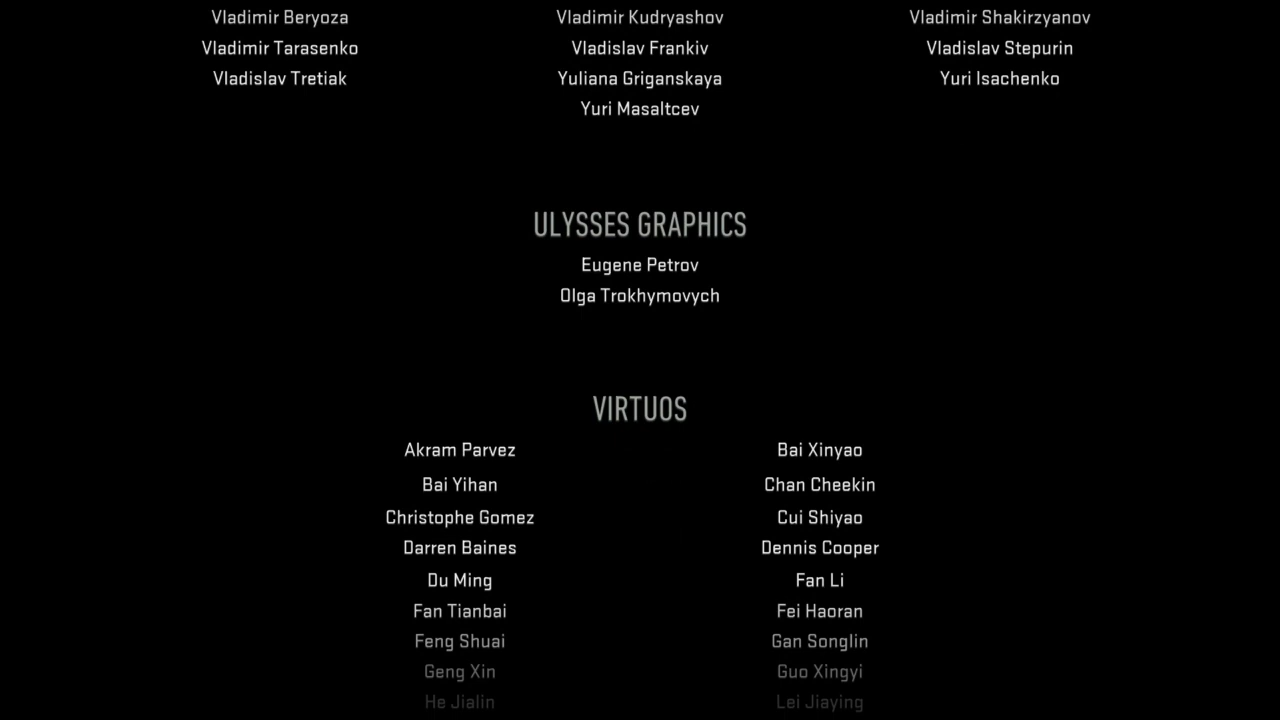 Vladimir Beryoza Vladimir Kudryashov Vladimir Shakirzyanov
Vladimir Tarasenko Vladislav Frankiv Vladislav Stepurin
Vladislav Tretiak Yuliana Griganskaya Yuri Isachenko
Yuri Masaltcev
ULYSSES GRAPHICS
Eugene Petrov
Olga Trokhymovych
VIRTUOS
Akram Parvez Bai Xinyao
Bai Yihan Chan Cheekin
Christophe Gomez Cui Shiyao
Darren Baines Dennis Cooper
Du Ming Fan Li
Fan Tianbai Fei Haoran
Feng Shuai Gan Songlin
Geng Xin Guo Xingyi
He Jialin Lei Jiaying